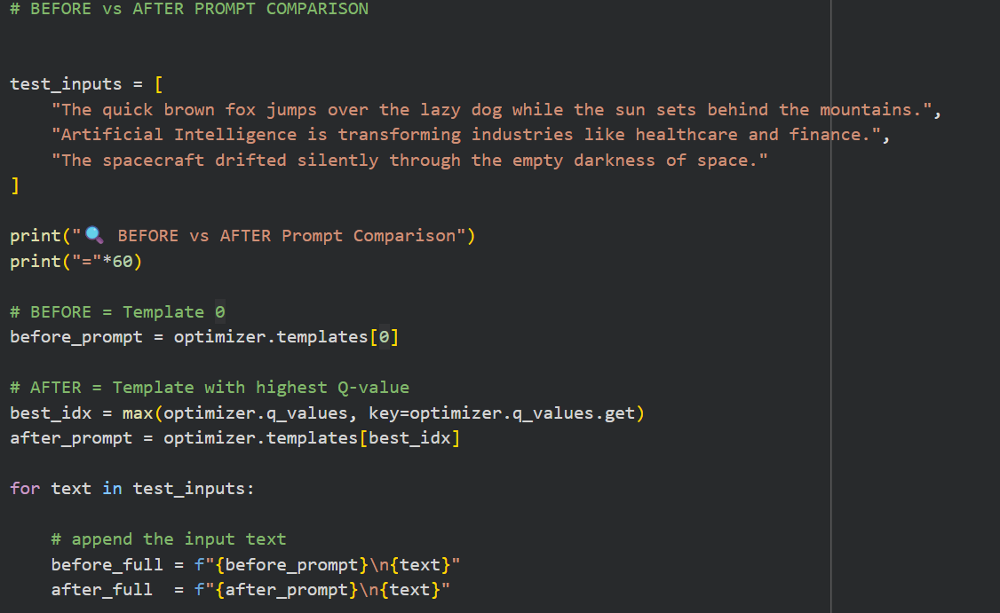 # BEFORE vs AFTER PROMPT COMPARISON
test_inputs = [
    "The quick brown fox jumps over the lazy dog while the sun sets behind the mountains.",
    "Artificial Intelligence is transforming industries like healthcare and finance.",
    "The spacecraft drifted silently through the empty darkness of space."
]
print("🔍 BEFORE vs AFTER Prompt Comparison")
print("="*60)
# BEFORE = Template 0
before_prompt = optimizer.templates[0]
# AFTER = Template with highest Q-value
best_idx = max(optimizer.q_values, key=optimizer.q_values.get)
after_prompt = optimizer.templates[best_idx]
for text in test_inputs:
    # append the input text
    before_full = f"{before_prompt}\n{text}"
    after_full  = f"{after_prompt}\n{text}"